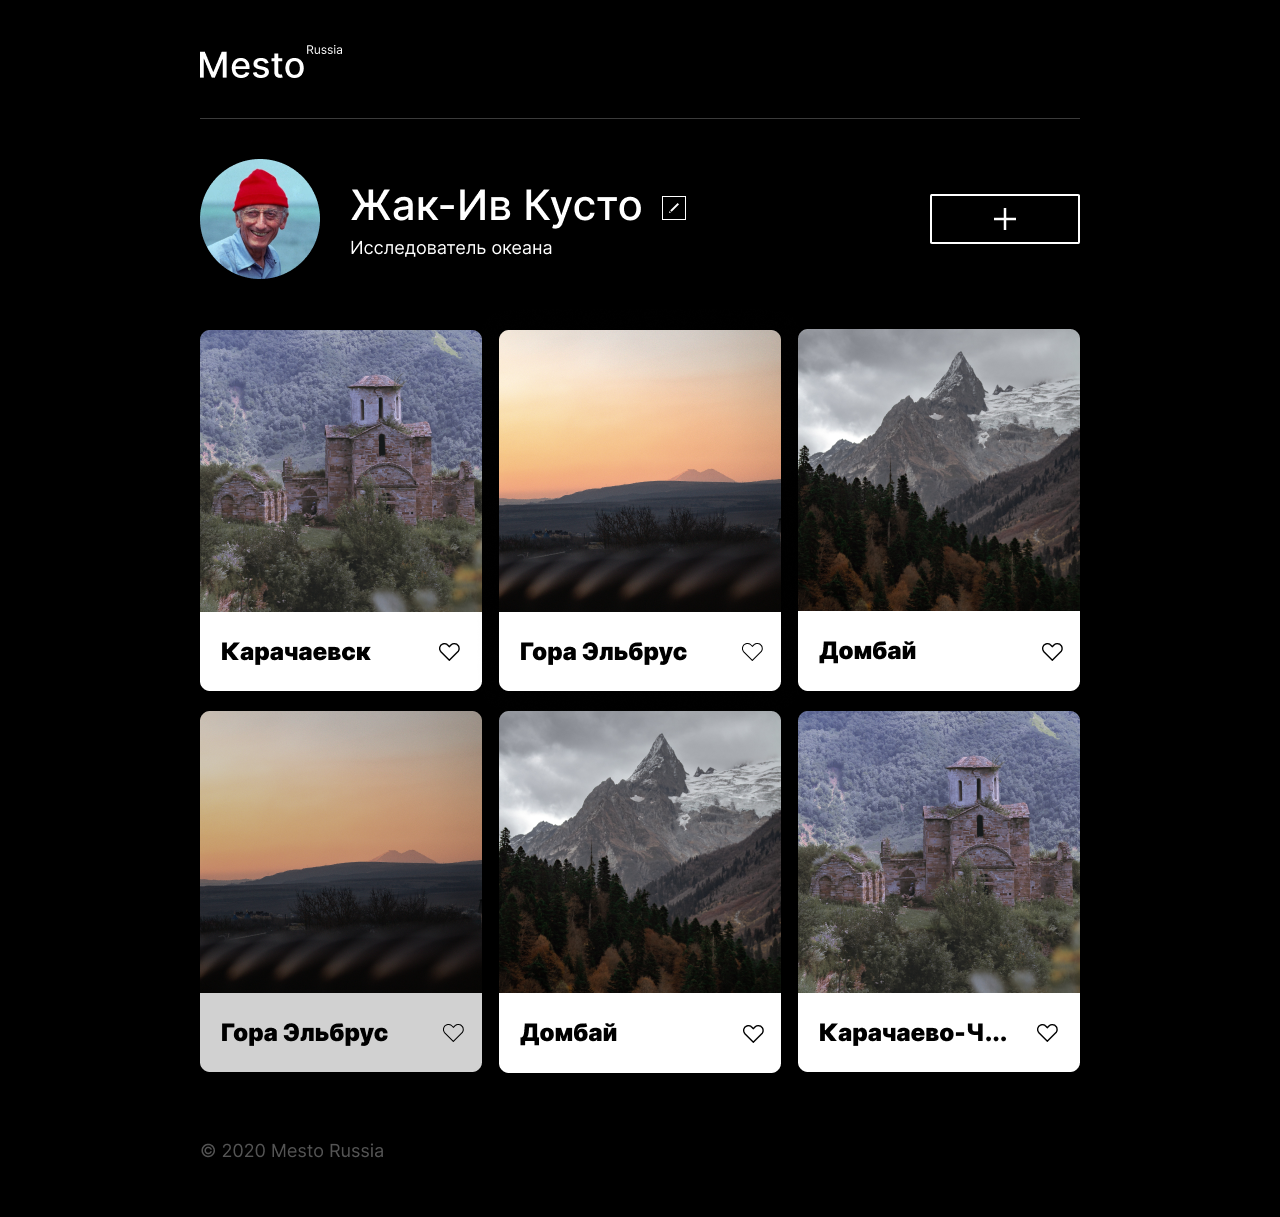 Mesto Russia
Жак-Ив Кусто
Исследователь океана
Карачаевск
Гора Эльбрус
Домбай
Гора Эльбрус
Домбай
Карачаево-Ч...
© 2020 Mesto Russia